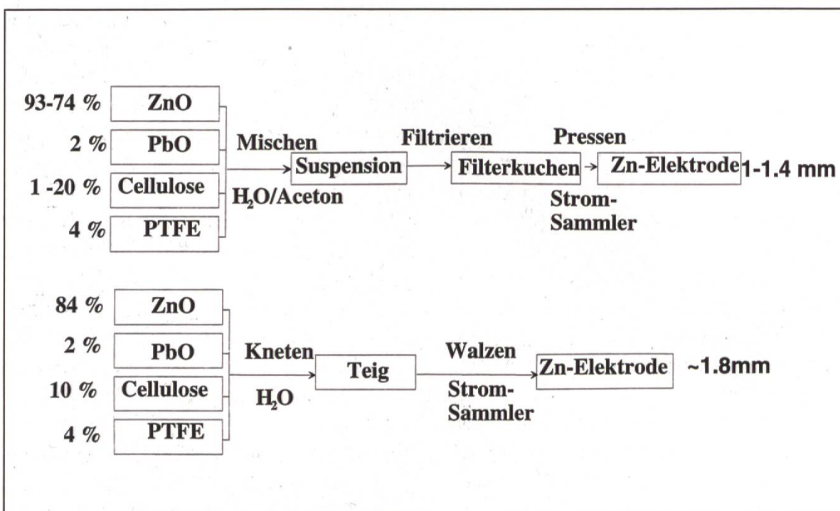 93-74 % ZnO
2 % PbO
1 -20 % Cellulose
4 % PTFE
Mischen
H₂O/Aceton
Suspension
Filtrieren
Filterkuchen
Pressen
Strom-
Sammler
Zn-Elektrode 1-1.4 mm
84 % ZnO
2 % PbO
10 % Cellulose
4 % PTFE
Kneten
H₂O
Teig
Walzen
Strom-
Sammler
Zn-Elektrode ~1.8mm